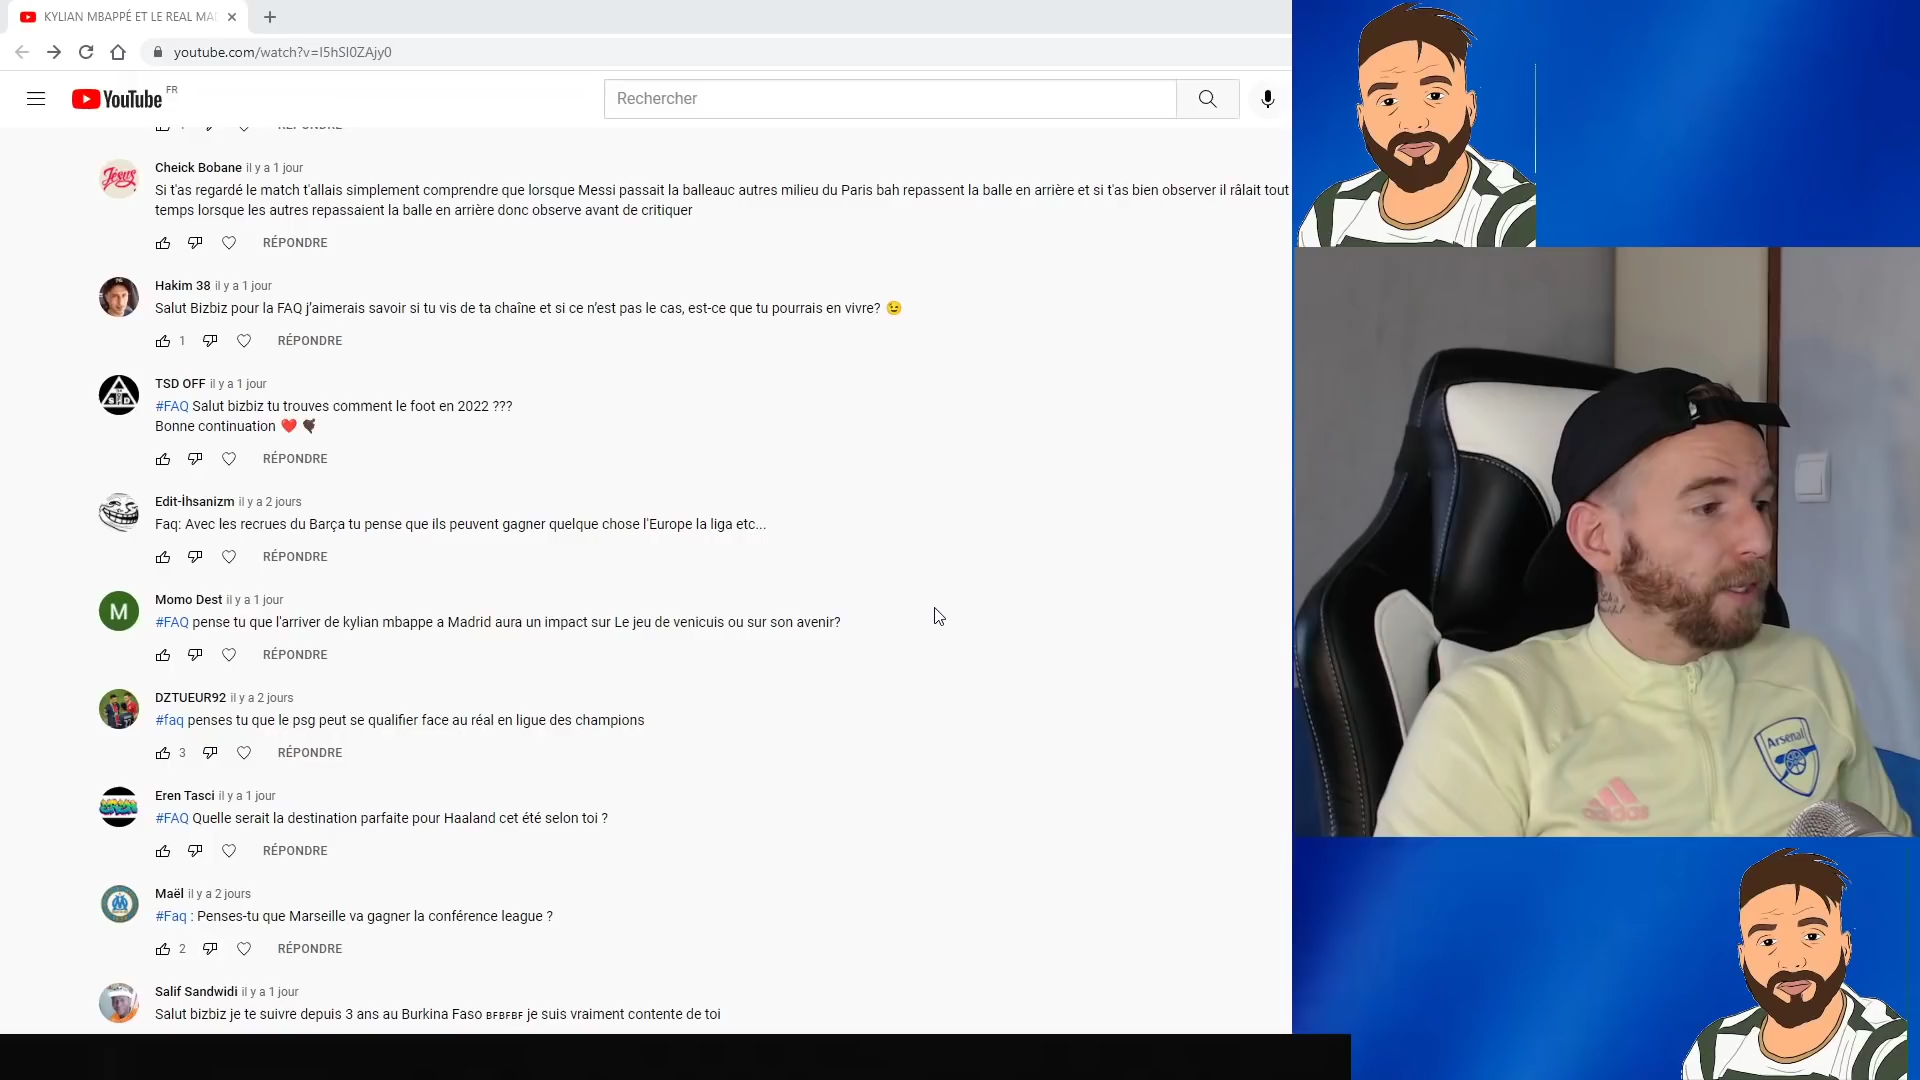 KYLIAN MBAPPÉ ET LE REAL MA
youtube.com/watch?v=I5hSI0ZAjy0
YouTube FR
Rechercher
RÉPONDRE
Cheick Bobane il y a 1 jour
Si t'as regardé le match t'allais simplement comprendre que lorsque Messi passait la balleauc autres milieu du Paris bah repassent la balle en arrière et si t'as bien observer il râlait tout
temps lorsque les autres repassaient la balle en arrière donc observe avant de critiquer
RÉPONDRE
Hakim 38 il y a 1 jour
Salut Bizbiz pour la FAQ j’aimerais savoir si tu vis de ta chaîne et si ce n’est pas le cas, est-ce que tu pourrais en vivre? 😉
1 RÉPONDRE
TSD OFF il y a 1 jour
#FAQ Salut bizbiz tu trouves comment le foot en 2022 ???
Bonne continuation ❤️
RÉPONDRE
Edit-İhsanizm il y a 2 jours
Faq: Avec les recrues du Barça tu pense que ils peuvent gagner quelque chose l'Europe la liga etc...
RÉPONDRE
M
Momo Dest il y a 1 jour
#FAQ pense tu que l'arriver de kylian mbappe a Madrid aura un impact sur Le jeu de venicuis ou sur son avenir?
RÉPONDRE
DZTUEUR92 il y a 2 jours
#faq penses tu que le psg peut se qualifier face au réal en ligue des champions
3 RÉPONDRE
Eren Tasci il y a 1 jour
#FAQ Quelle serait la destination parfaite pour Haaland cet été selon toi ?
RÉPONDRE
Maël il y a 2 jours
#Faq : Penses-tu que Marseille va gagner la conférence league ?
2 RÉPONDRE
Salif Sandwidi il y a 1 jour
Salut bizbiz je te suivre depuis 3 ans au Burkina Faso BFBFBF je suis vraiment contente de toi
Jésus
TSD
Arsenal